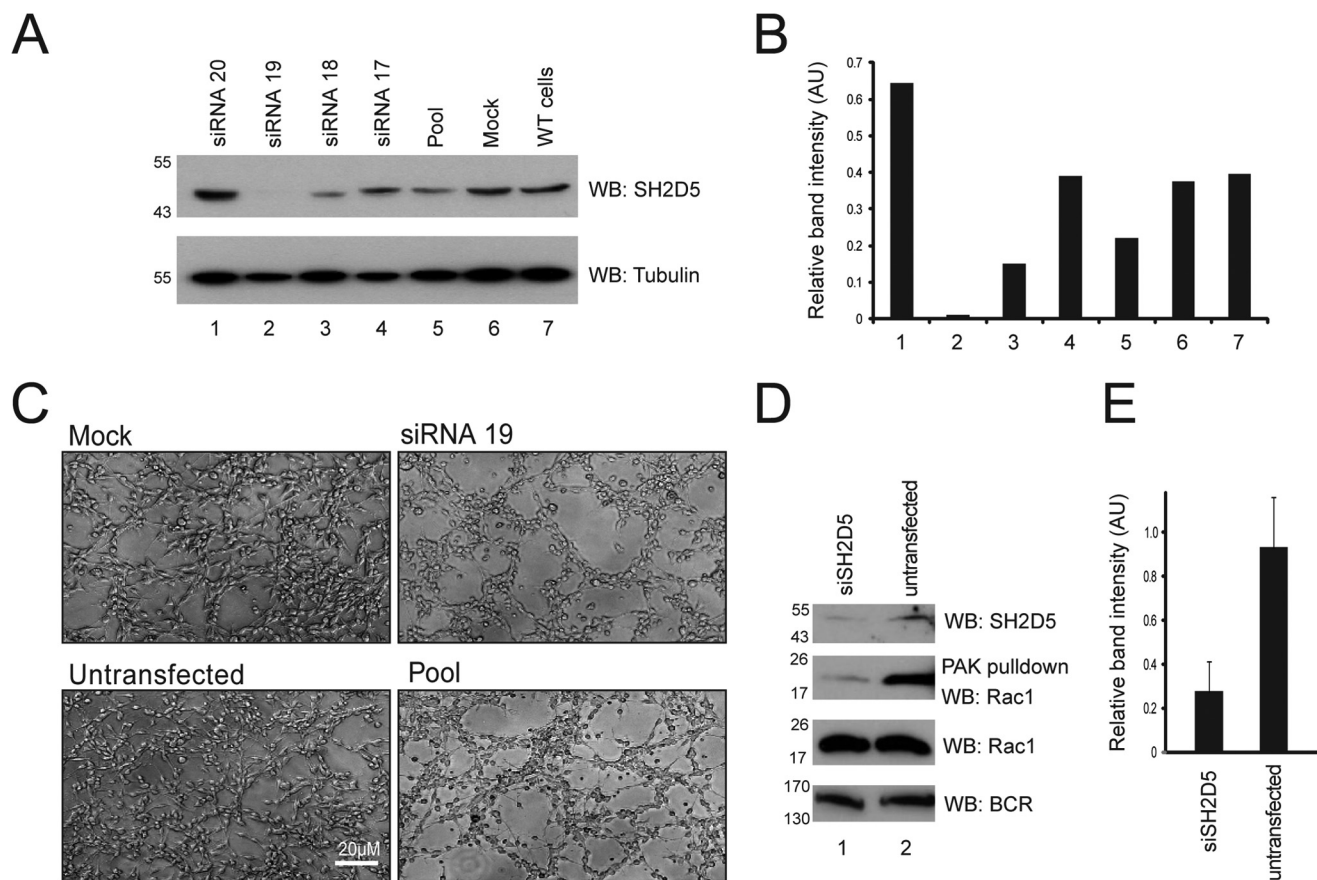 A
siRNA 20
siRNA 19
siRNA 18
siRNA 17
Pool
Mock
WT cells
55
43
WB: SH2D5
55
WB: Tubulin
1 2 3 4 5 6 7
B
Relative band intensity (AU)
0.7
0.6
0.5
0.4
0.3
0.2
0.1
0
1 2 3 4 5 6 7
C
Mock
siRNA 19
Untransfected
Pool
20µM
D
siSH2D5
untransfected
55
43
WB: SH2D5
26
17
PAK pulldown
WB: Rac1
26
17
WB: Rac1
170
130
WB: BCR
1 2
E
Relative band intensity (AU)
1.0
0.8
0.6
0.4
0.2
0
siSH2D5
untransfected